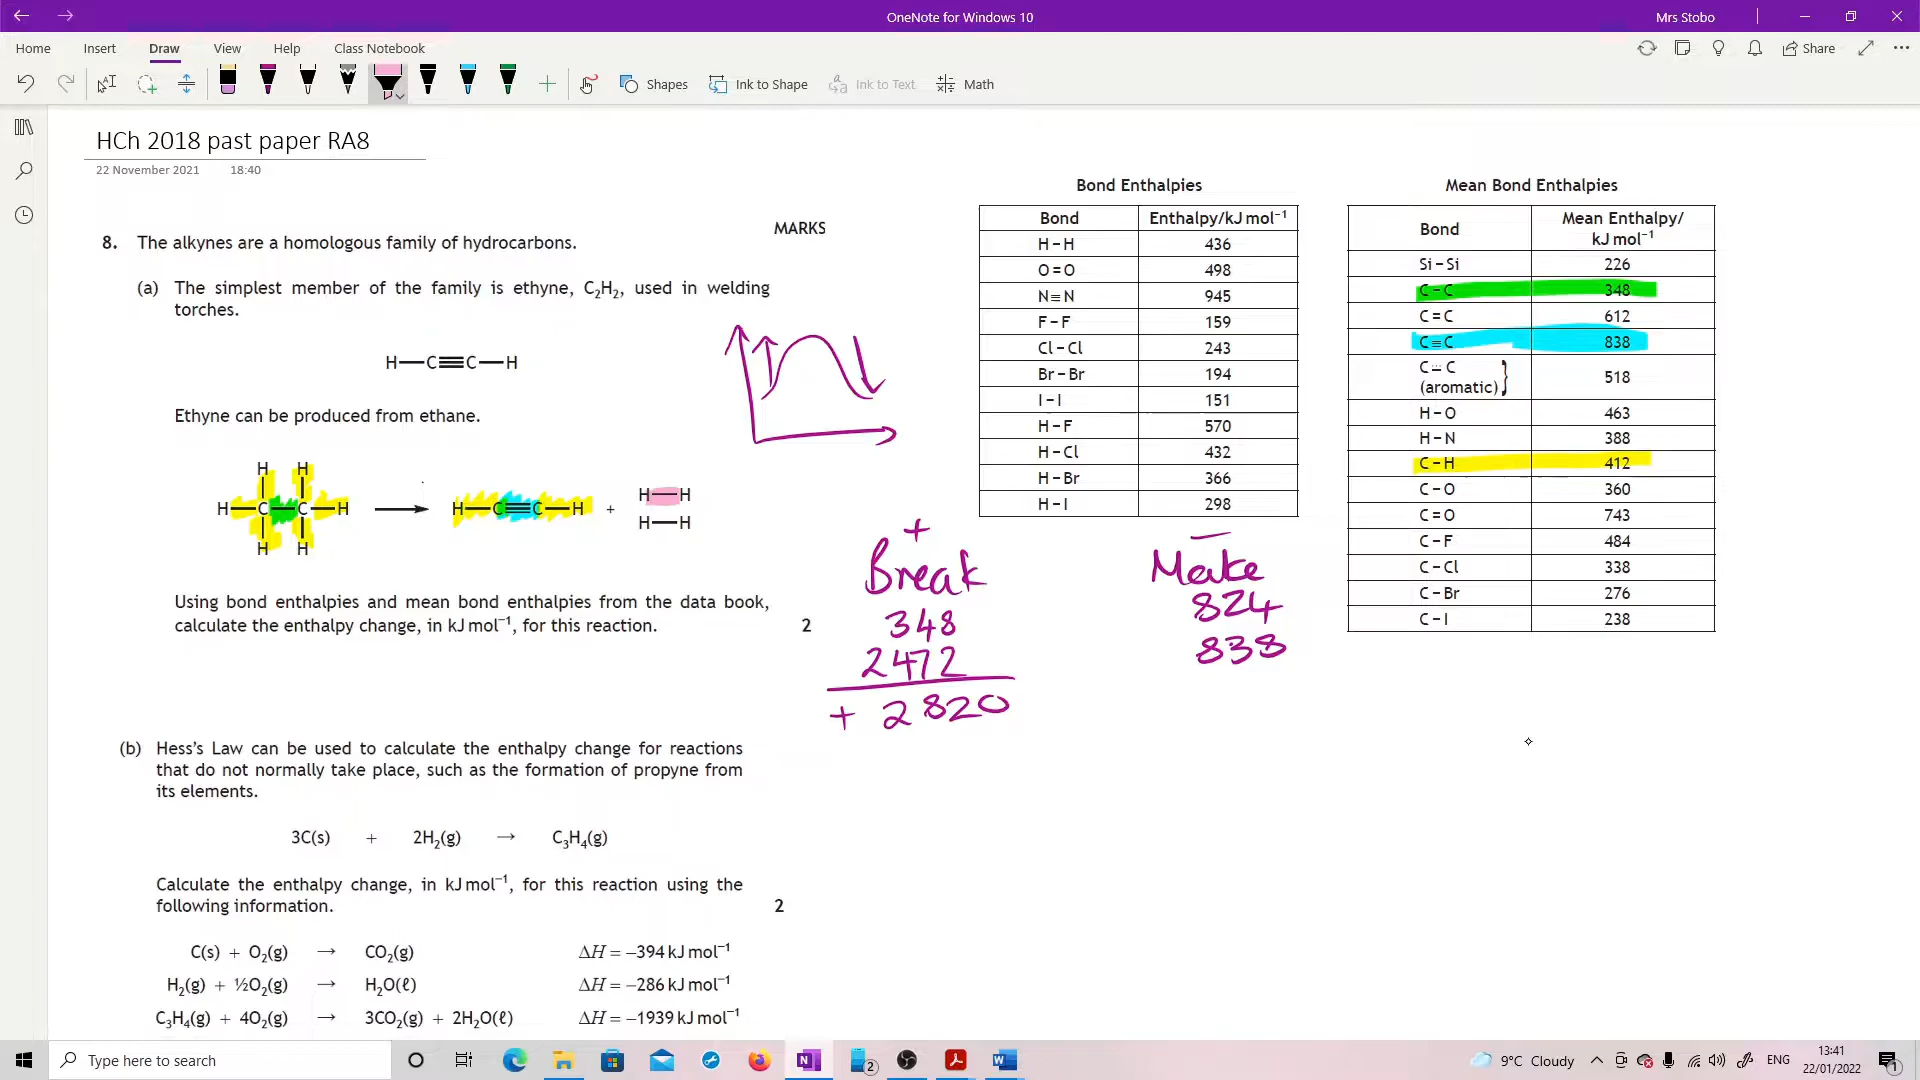 OneNote for Windows 10
Mrs Stobo
Home Insert Draw View Help Class Notebook
Share
Shapes
Ink to Shape
Ink to Text
Math
HCh 2018 past paper RA8
22 November 2021 18:40
MARKS
8. The alkynes are a homologous family of hydrocarbons.
(a) The simplest member of the family is ethyne, C₂H₂, used in welding
torches.
H—C≡C—H
Ethyne can be produced from ethane.
H H
H—C—C—H → H—C≡C—H + H—H
H—H
H H
Using bond enthalpies and mean bond enthalpies from the data book,
calculate the enthalpy change, in kJ mol⁻¹, for this reaction. 2
(b) Hess's Law can be used to calculate the enthalpy change for reactions
that do not normally take place, such as the formation of propyne from
its elements.
3C(s) + 2H₂(g) → C₃H₄(g)
Calculate the enthalpy change, in kJ mol⁻¹, for this reaction using the
following information. 2
C(s) + O₂(g) → CO₂(g) ΔH = −394 kJ mol⁻¹
H₂(g) + ½O₂(g) → H₂O(ℓ) ΔH = −286 kJ mol⁻¹
C₃H₄(g) + 4O₂(g) → 3CO₂(g) + 2H₂O(ℓ) ΔH = −1939 kJ mol⁻¹
Bond Enthalpies
Bond Enthalpy/kJ mol⁻¹
H–H 436
O=O 498
N≡N 945
F–F 159
Cl–Cl 243
Br–Br 194
I–I 151
H–F 570
H–Cl 432
H–Br 366
H–I 298
Mean Bond Enthalpies
Bond Mean Enthalpy/
kJ mol⁻¹
Si–Si 226
C–C 348
C=C 612
C≡C 838
C=C
(aromatic) } 518
H–O 463
H–N 388
C–H 412
C–O 360
C=O 743
C–F 484
C–Cl 338
C–Br 276
C–I 238
+
Break
348
2472
+ 2820
−
Make
824
838
Type here to search
2
9°C Cloudy
ENG
13:41
22/01/2022
1